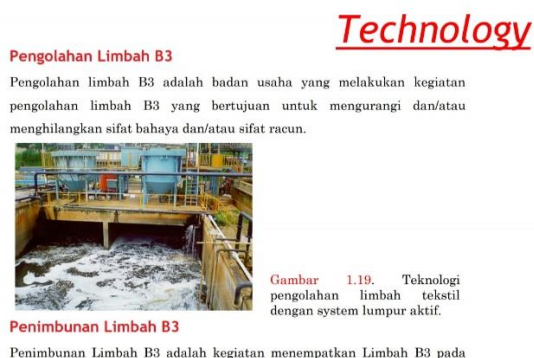 Technology
Pengolahan Limbah B3
Pengolahan limbah B3 adalah badan usaha yang melakukan kegiatan
pengolahan limbah B3 yang bertujuan untuk mengurangi dan/atau
menghilangkan sifat bahaya dan/atau sifat racun.
Gambar 1.19. Teknologi
pengolahan limbah tekstil
dengan system lumpur aktif.
Penimbunan Limbah B3
Penimbunan Limbah B3 adalah kegiatan menempatkan Limbah B3 pada